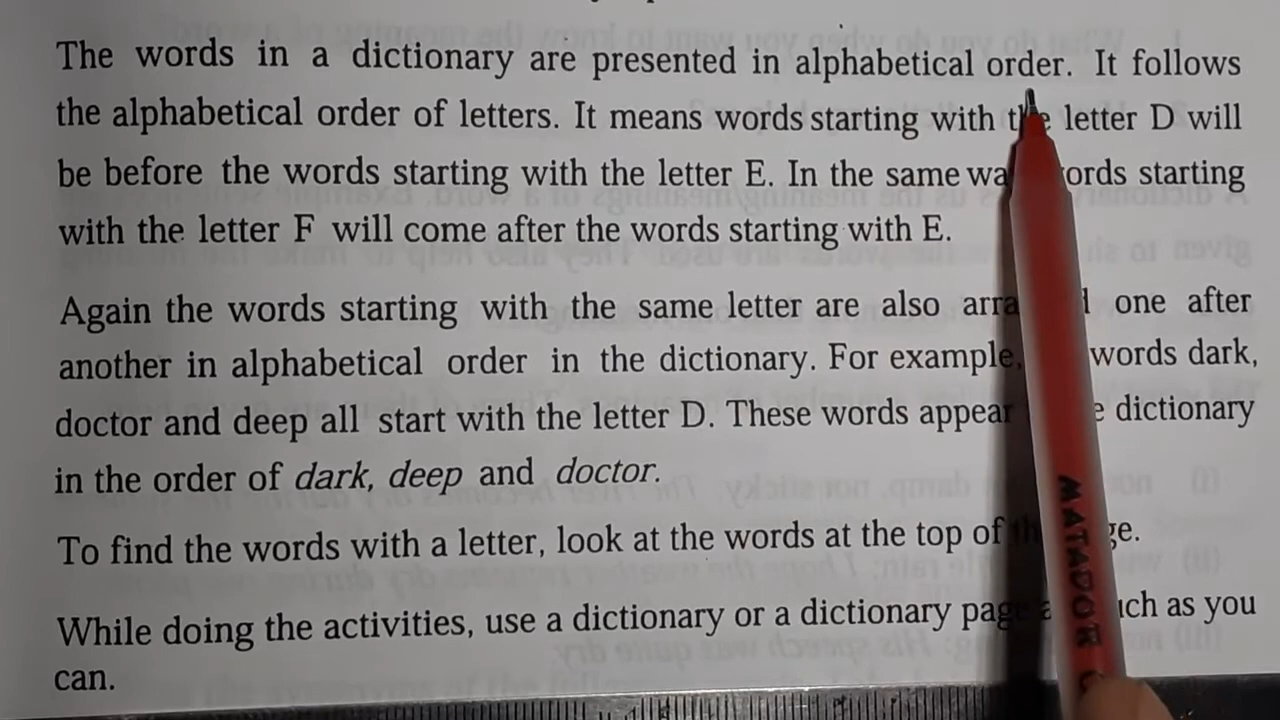 The words in a dictionary are presented in alphabetical order. It follows
the alphabetical order of letters. It means words starting with the letter D will
be before the words starting with the letter E. In the same wa ords starting
with the letter F will come after the words starting with E.
Again the words starting with the same letter are also arra one after
another in alphabetical order in the dictionary. For example, words dark,
doctor and deep all start with the letter D. These words appear dictionary
in the order of dark, deep and doctor.
To find the words with a letter, look at the words at the top of ge.
While doing the activities, use a dictionary or a dictionary page uch as you
can.
MATADOR